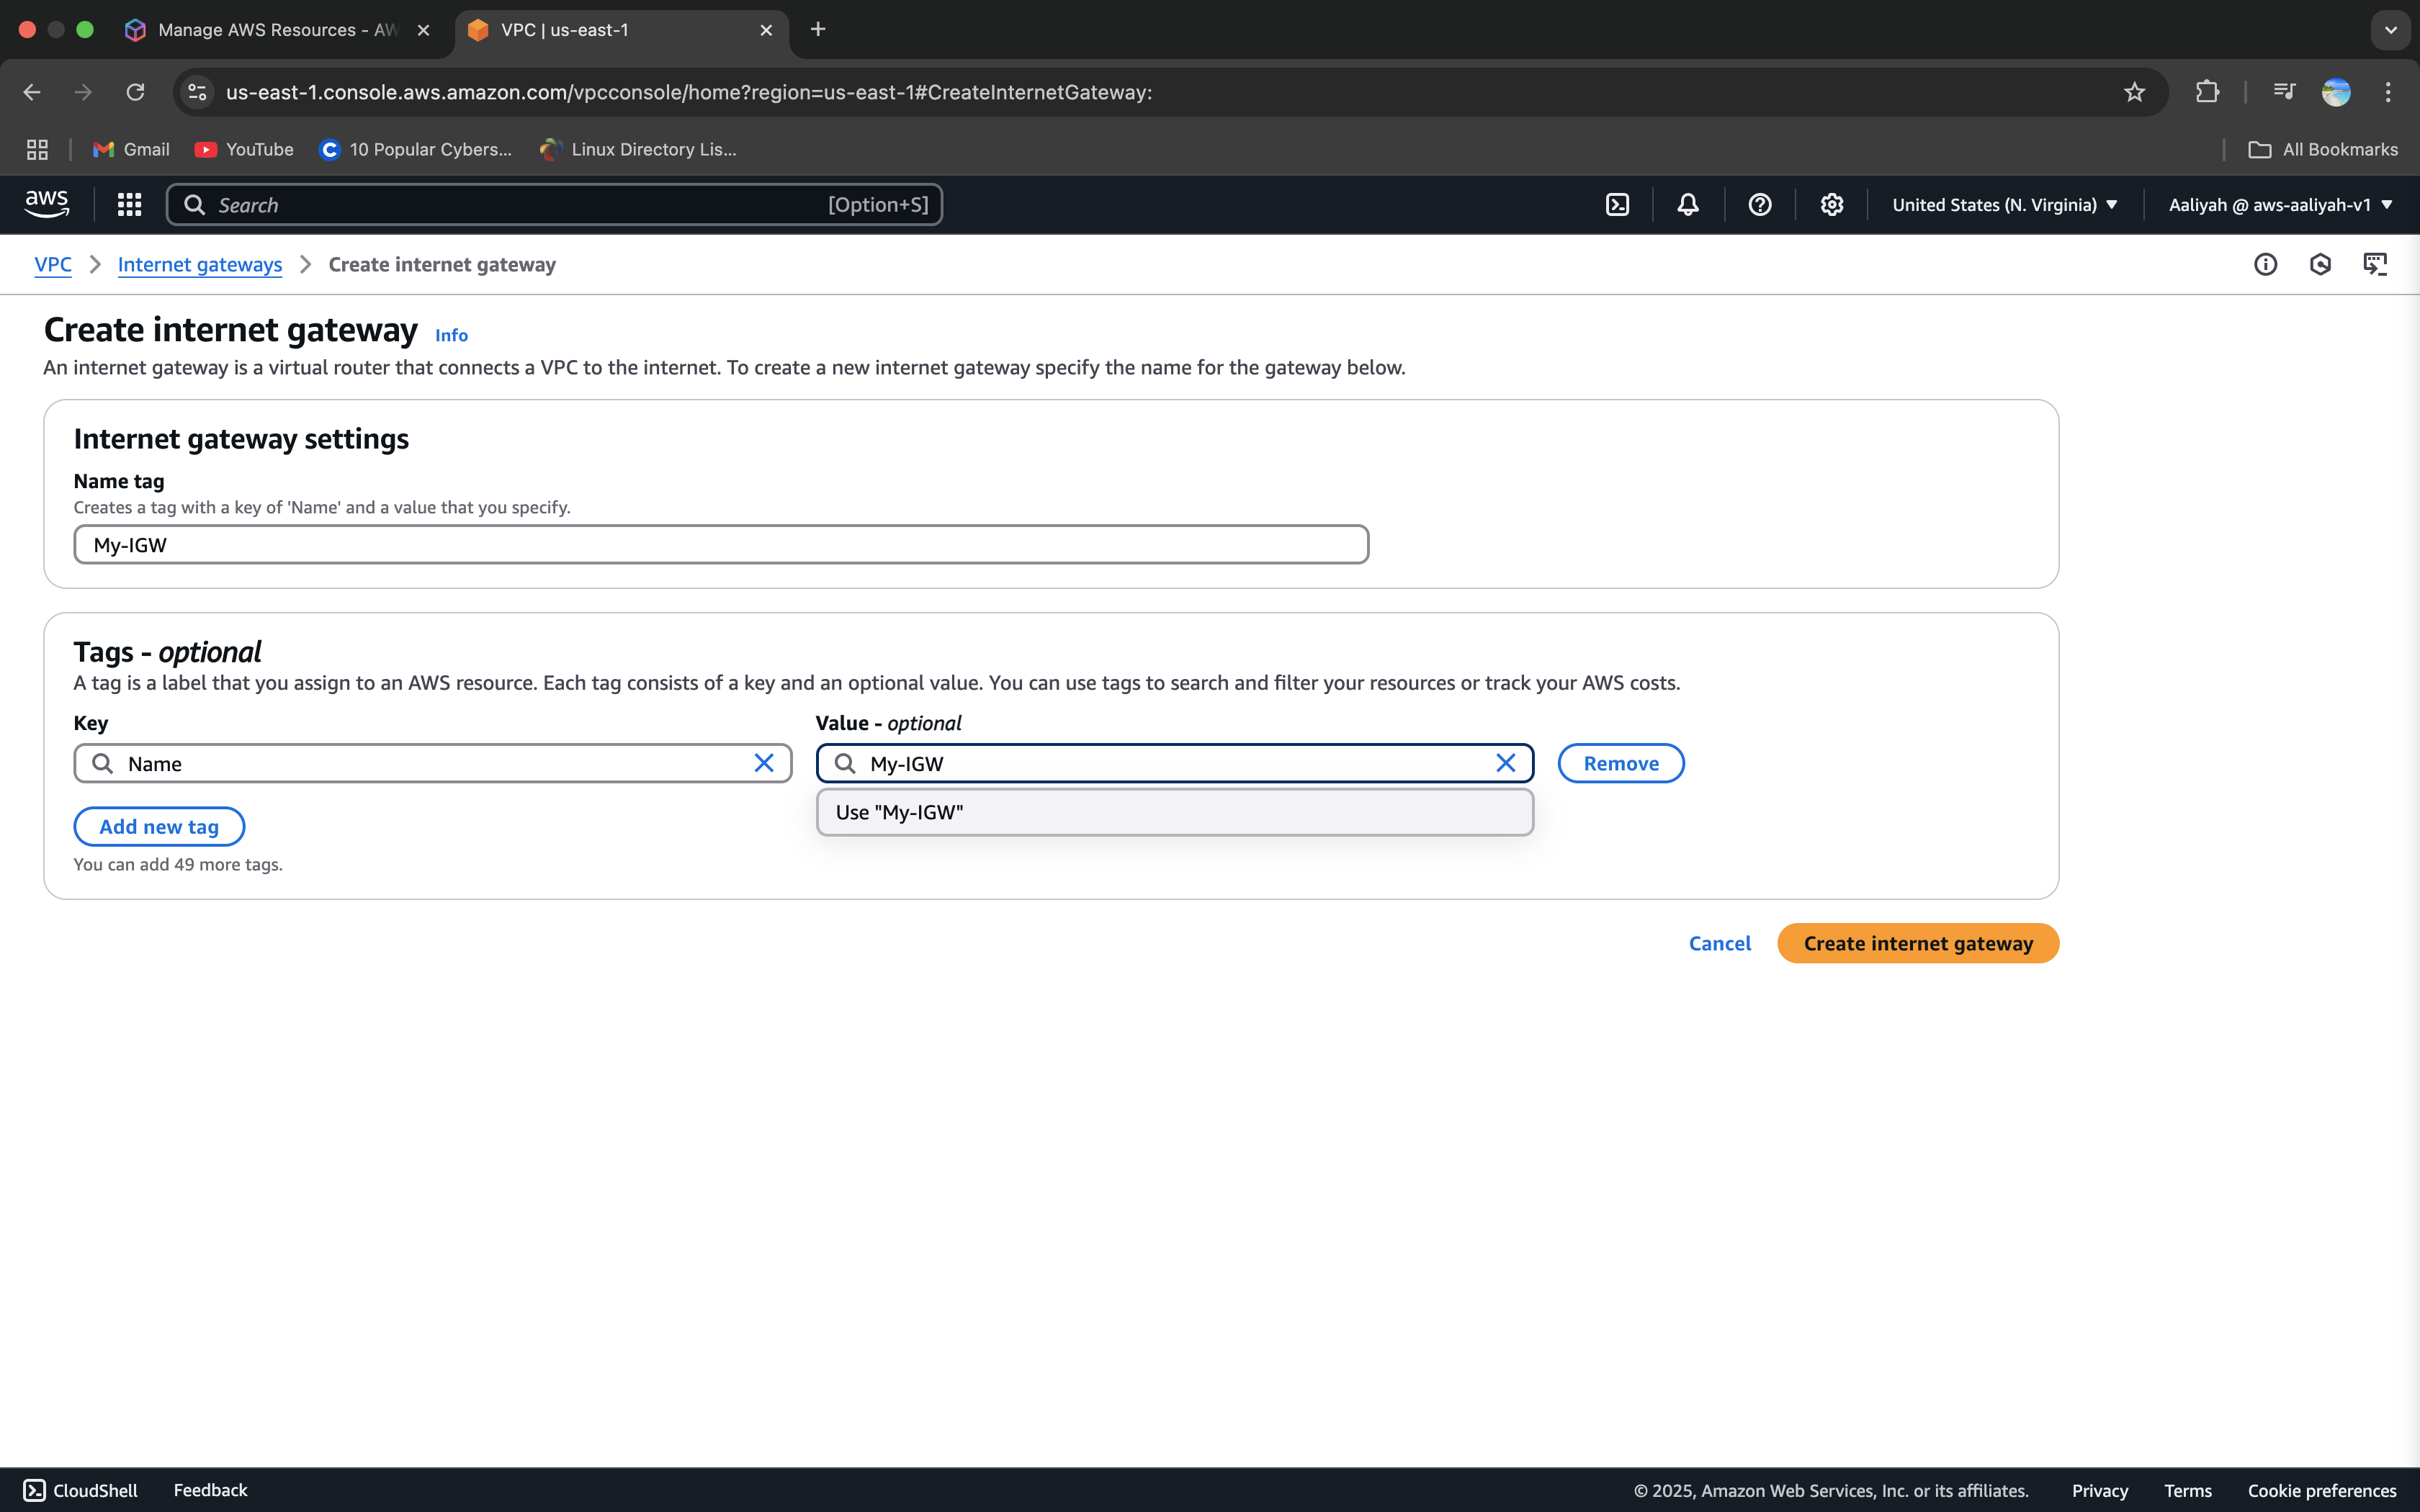 Manage AWS Resources - AW
VPC | us-east-1
us-east-1.console.aws.amazon.com/vpcconsole/home?region=us-east-1#CreateInternetGateway:
Gmail
YouTube
10 Popular Cybers...
Linux Directory Lis...
All Bookmarks
aws
Search
[Option+S]
United States (N. Virginia)
Aaliyah @ aws-aaliyah-v1
VPC
Internet gateways
Create internet gateway
Create internet gateway Info
An internet gateway is a virtual router that connects a VPC to the internet. To create a new internet gateway specify the name for the gateway below.
Internet gateway settings
Name tag
Creates a tag with a key of 'Name' and a value that you specify.
My-IGW
Tags - optional
A tag is a label that you assign to an AWS resource. Each tag consists of a key and an optional value. You can use tags to search and filter your resources or track your AWS costs.
Key
Value - optional
Name
My-IGW
Remove
Use "My-IGW"
Add new tag
You can add 49 more tags.
Cancel
Create internet gateway
CloudShell
Feedback
© 2025, Amazon Web Services, Inc. or its affiliates.
Privacy
Terms
Cookie preferences